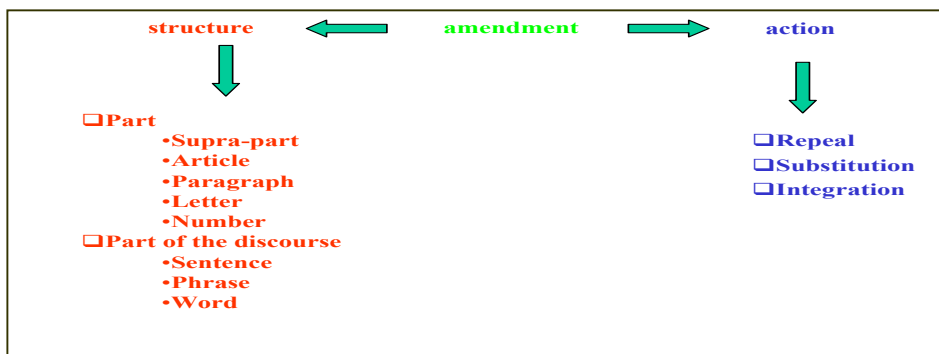 structure amendment action
❑Part
•Supra-part
•Article
•Paragraph
•Letter
•Number
❑Part of the discourse
•Sentence
•Phrase
•Word
❑Repeal
❑Substitution
❑Integration